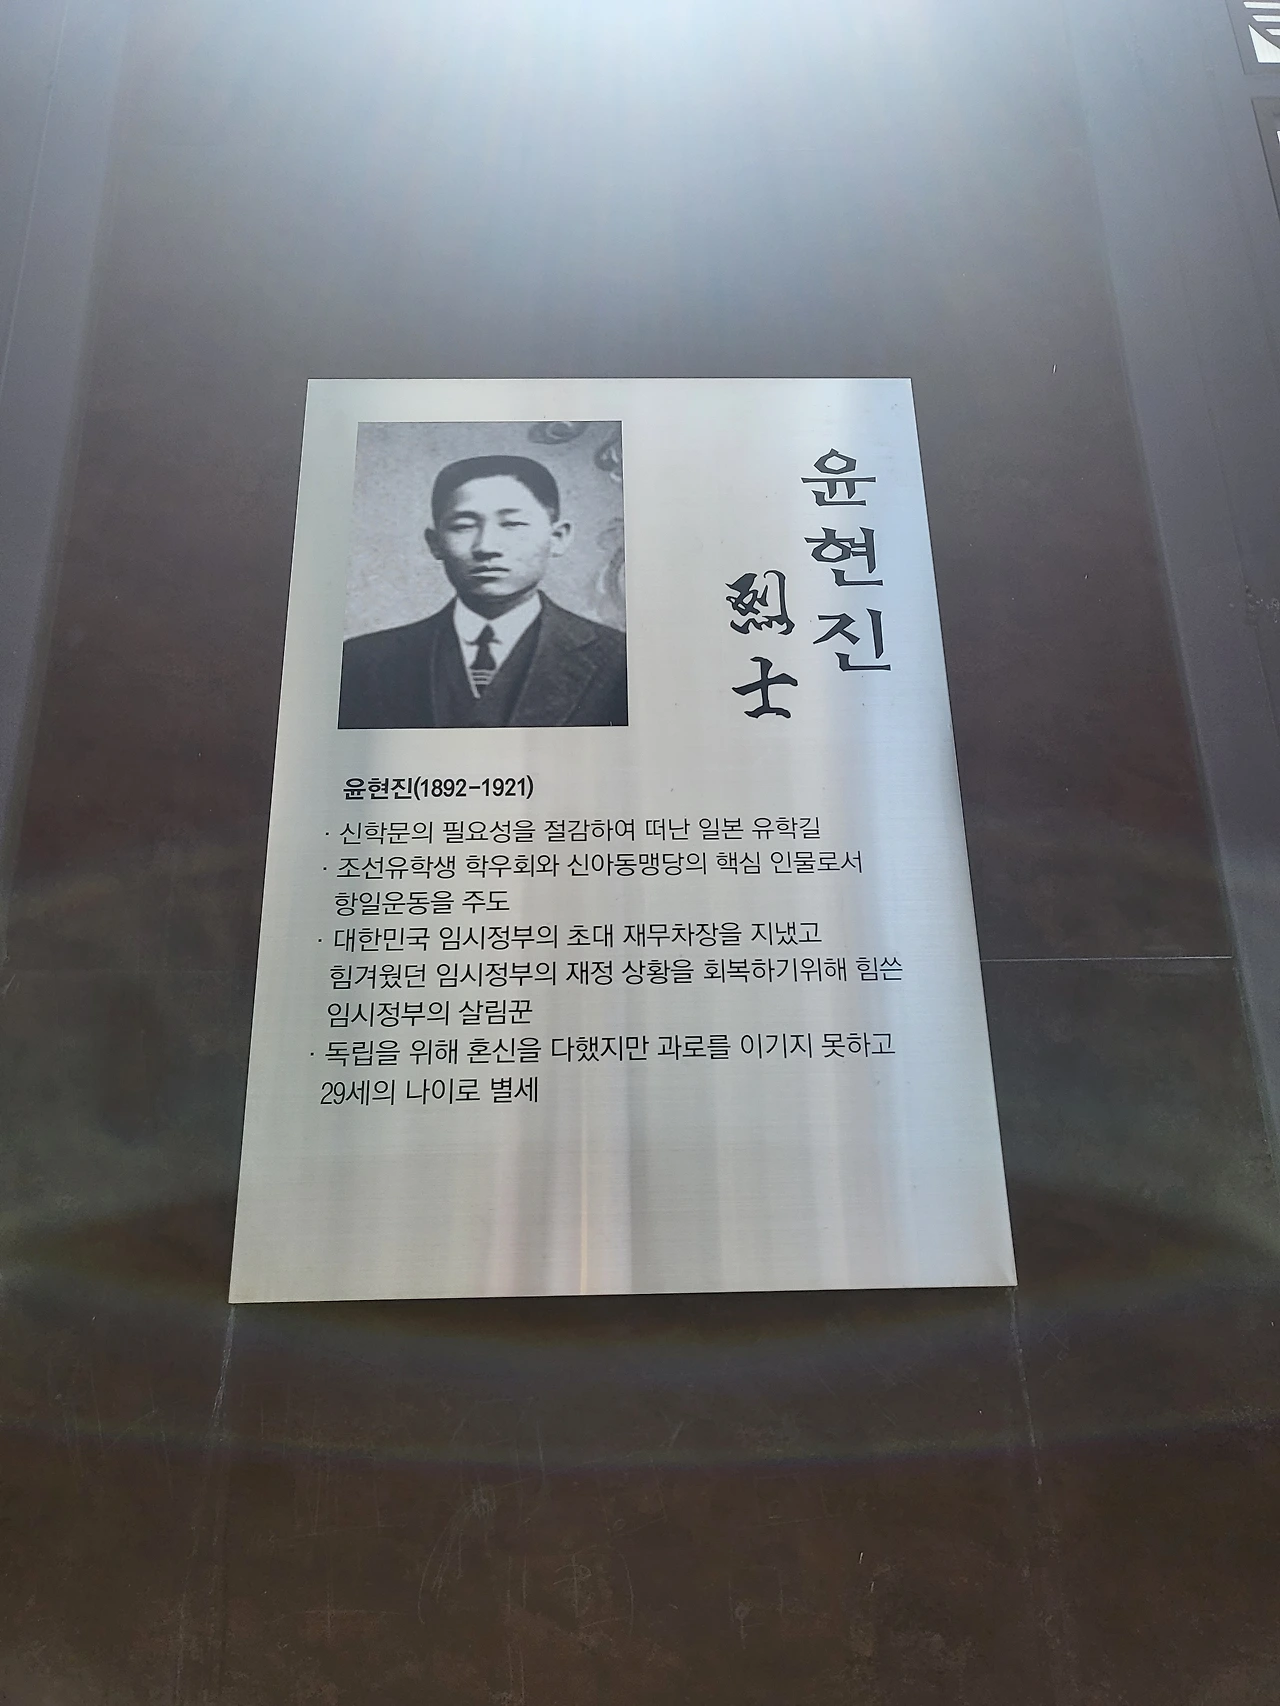 윤현진
烈士
윤현진(1892-1921)
· 신학문의 필요성을 절감하여 떠난 일본 유학길
· 조선유학생 학우회와 신아동맹당의 핵심 인물로서
항일운동을 주도
· 대한민국 임시정부의 초대 재무차장을 지냈고
힘겨웠던 임시정부의 재정 상황을 회복하기위해 힘쓴
임시정부의 살림꾼
· 독립을 위해 혼신을 다했지만 과로를 이기지 못하고
29세의 나이로 별세